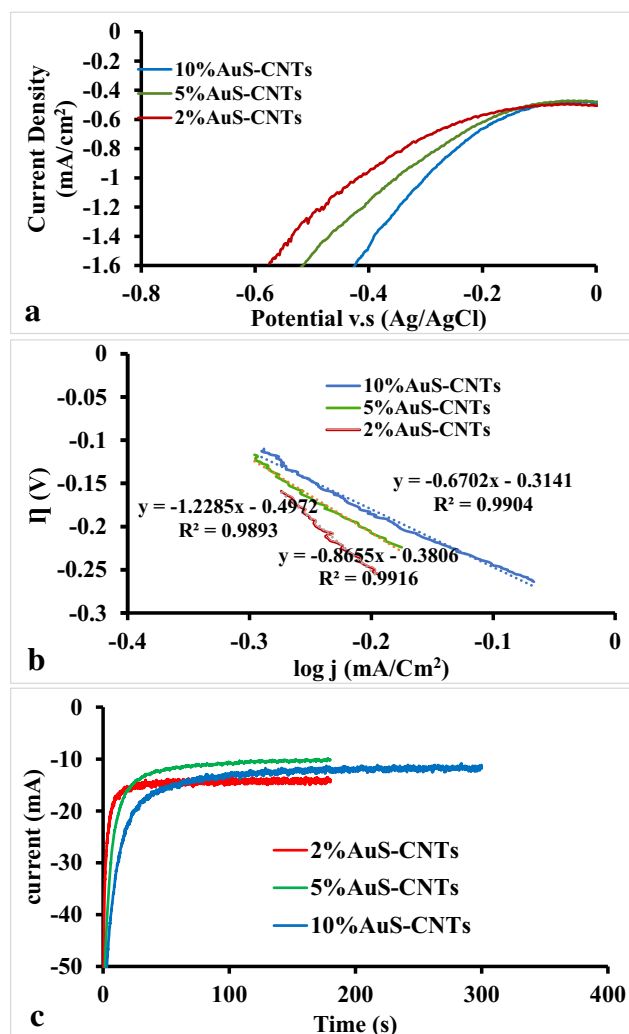 0
-0.2
-0.4
-0.6
-0.8
-1
-1.2
-1.4
-1.6
Current Density
(mA/cm²)
10%AuS-CNTs
5%AuS-CNTs
2%AuS-CNTs
-0.8 -0.6 -0.4 -0.2 0
Potential v.s (Ag/AgCl)
a
0
-0.05
-0.1
-0.15
-0.2
-0.25
-0.3
η (V)
10%AuS-CNTs
5%AuS-CNTs
2%AuS-CNTs
y = -0.6702x - 0.3141
R² = 0.9904
y = -1.2285x - 0.4972
R² = 0.9893
y = -0.8655x - 0.3806
R² = 0.9916
-0.4 -0.3 -0.2 -0.1 0
log j (mA/Cm²)
b
0
-10
-20
-30
-40
-50
current (mA)
2%AuS-CNTs
5%AuS-CNTs
10%AuS-CNTs
0 100 200 300 400
Time (s)
c